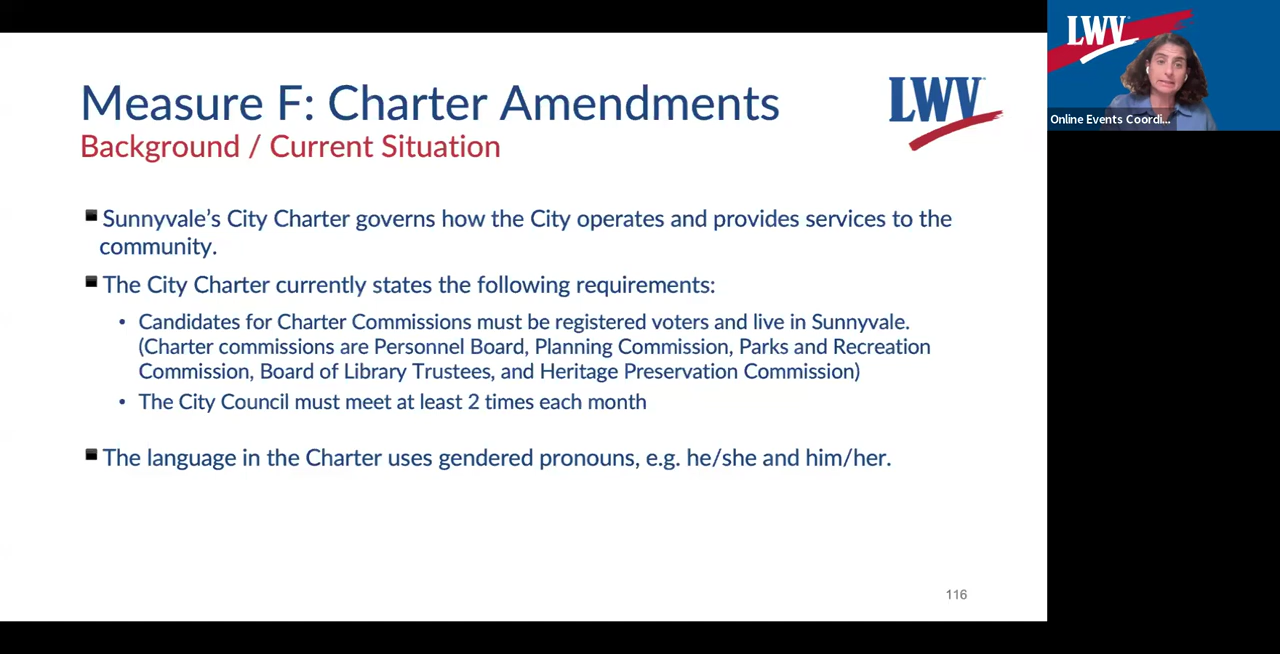 Measure F: Charter Amendments
Background / Current Situation
LWV
Sunnyvale's City Charter governs how the City operates and provides services to the
community.
The City Charter currently states the following requirements:
• Candidates for Charter Commissions must be registered voters and live in Sunnyvale.
(Charter commissions are Personnel Board, Planning Commission, Parks and Recreation
Commission, Board of Library Trustees, and Heritage Preservation Commission)
• The City Council must meet at least 2 times each month
The language in the Charter uses gendered pronouns, e.g. he/she and him/her.
116
LWV
Online Events Coordi...